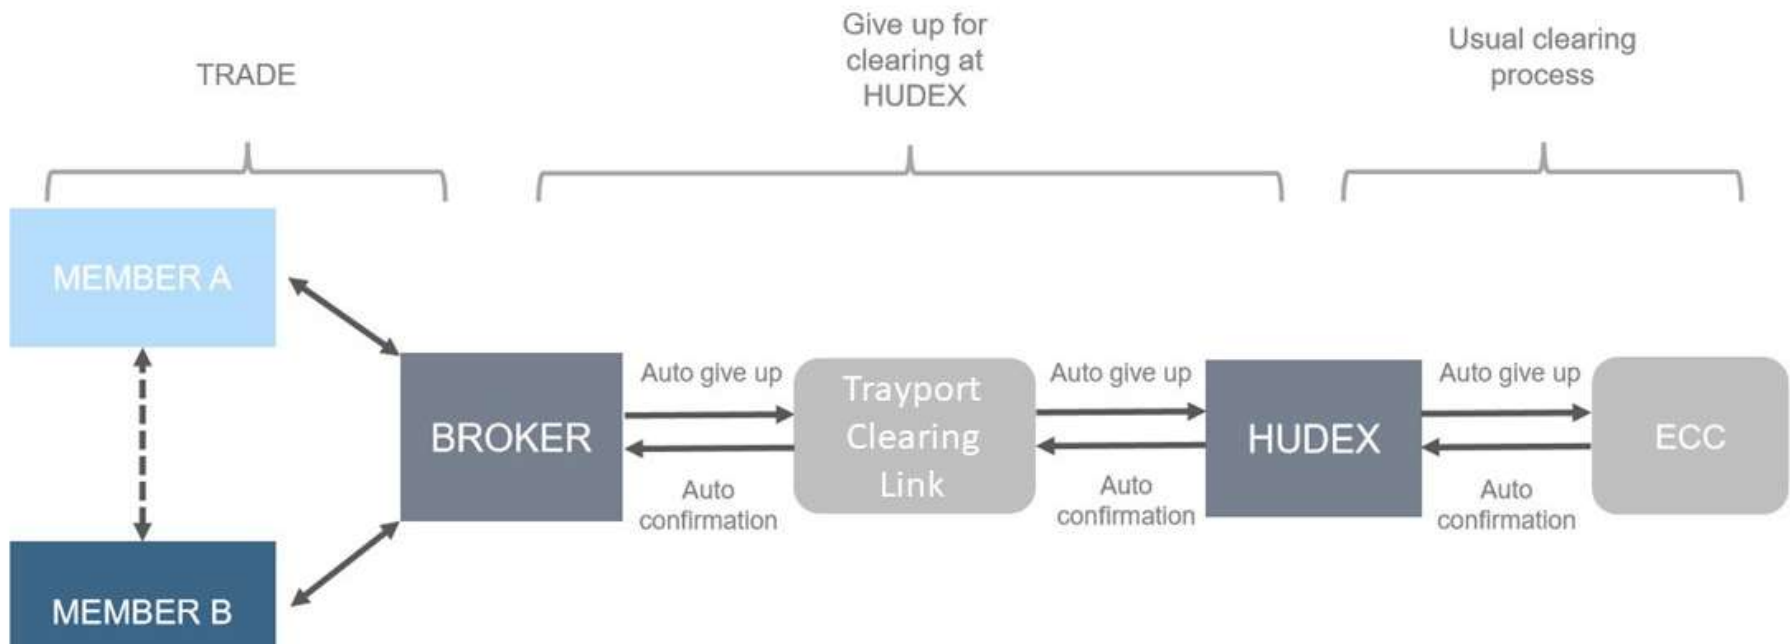 TRADE
Give up for
clearing at
HUDEX
Usual clearing
process
MEMBER A
MEMBER B
BROKER
Auto give up
Auto
confirmation
Trayport
Clearing
Link
Auto give up
Auto
confirmation
HUDEX
Auto give up
Auto
confirmation
ECC